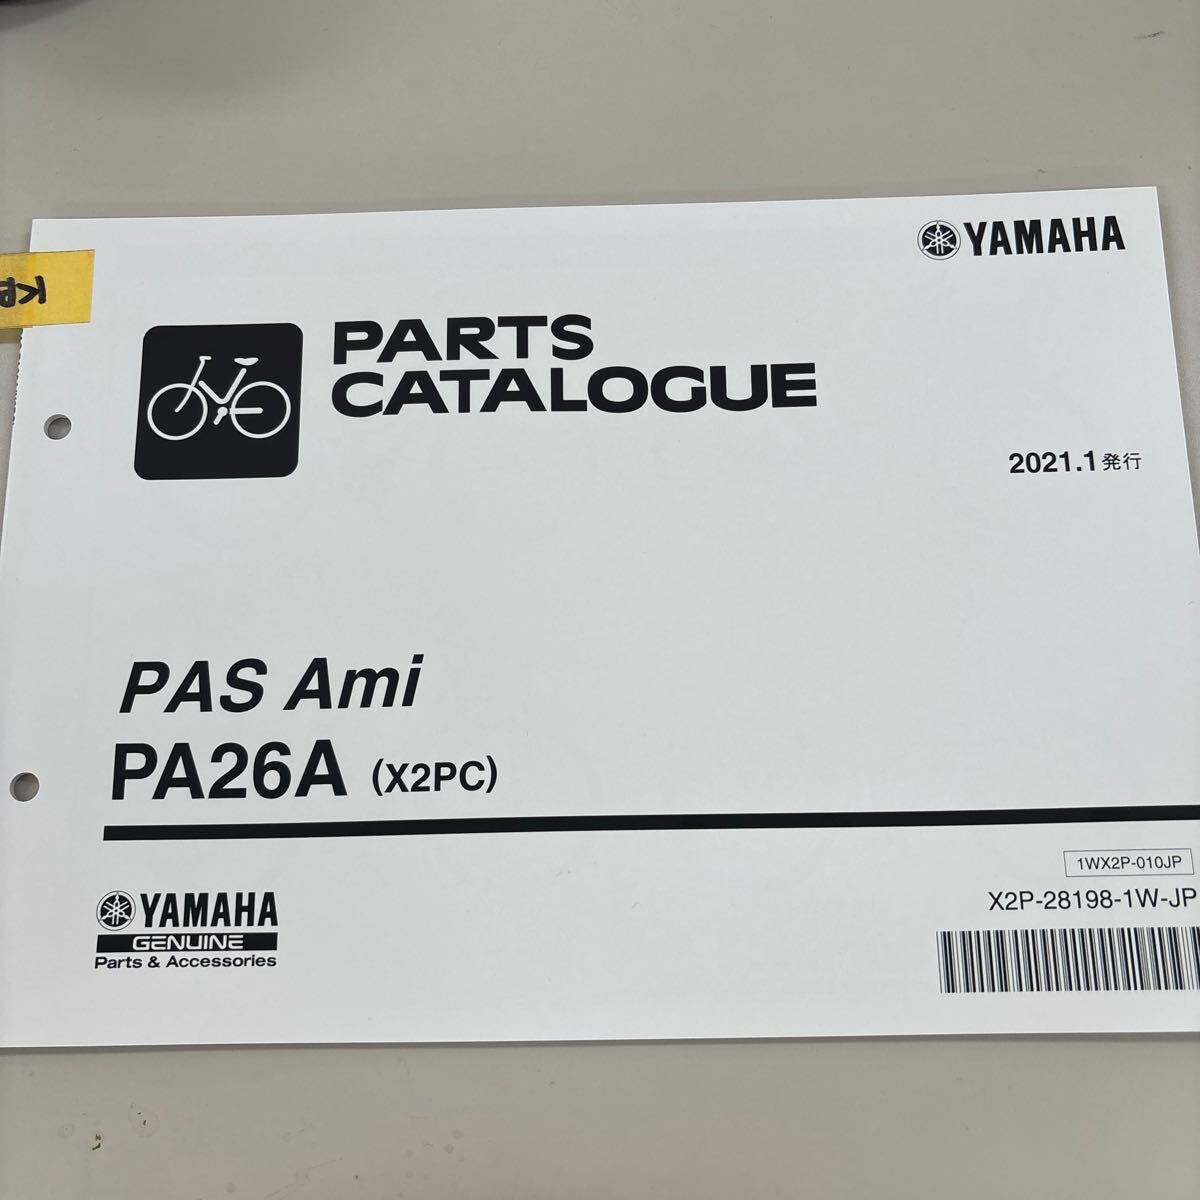 YAMAHA
PARTS
CATALOGUE
2021.1発行
PAS Ami
PA26A (X2PC)
1WX2P-010JP
X2P-28198-1W-JP
YAMAHA
GENUINE
Parts & Accessories